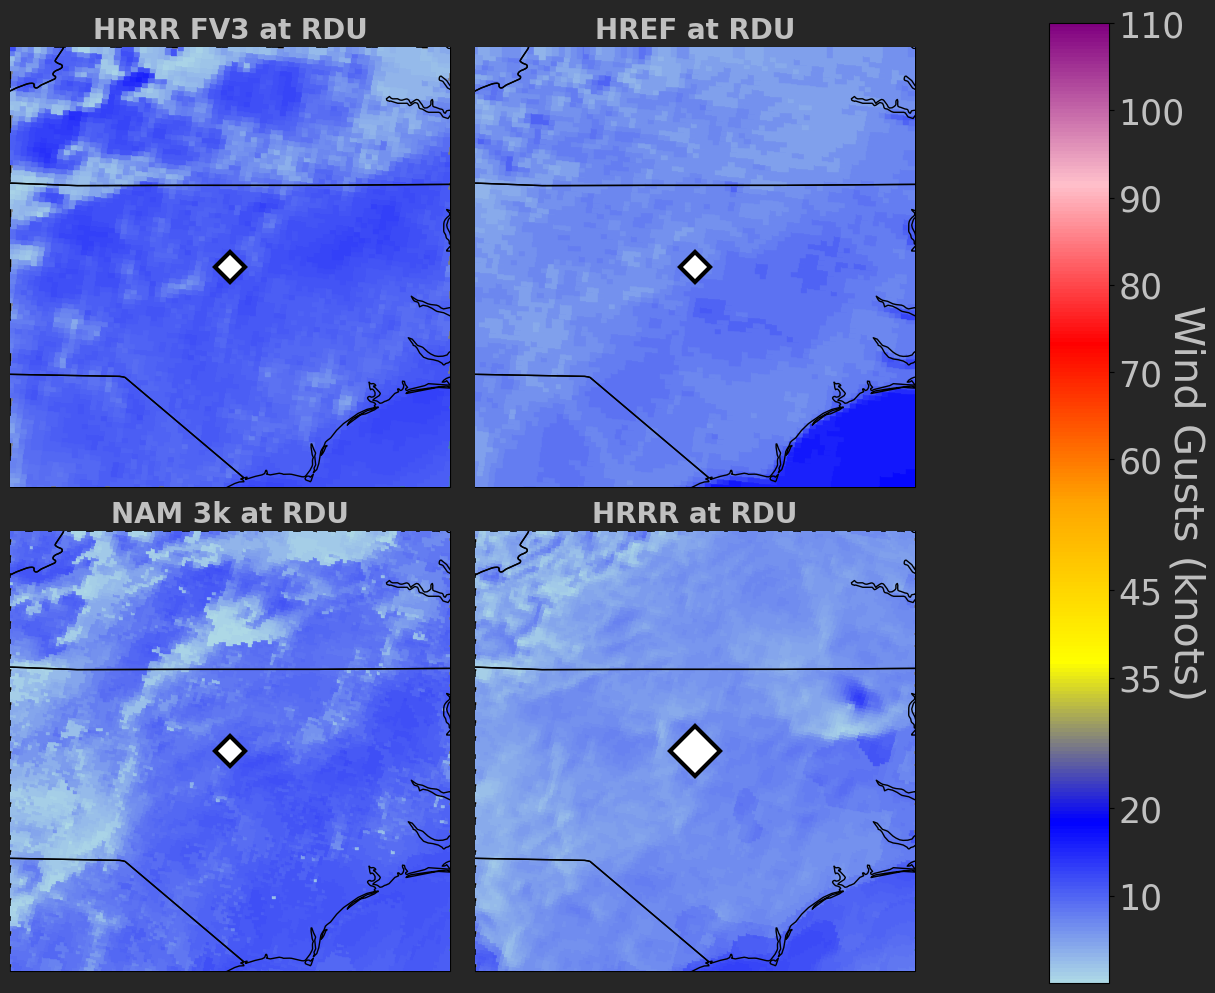 HRRR FV3 at RDU
HREF at RDU
NAM 3k at RDU
HRRR at RDU
110
100
90
80
70
60
45
35
20
10
Wind Gusts (knots)